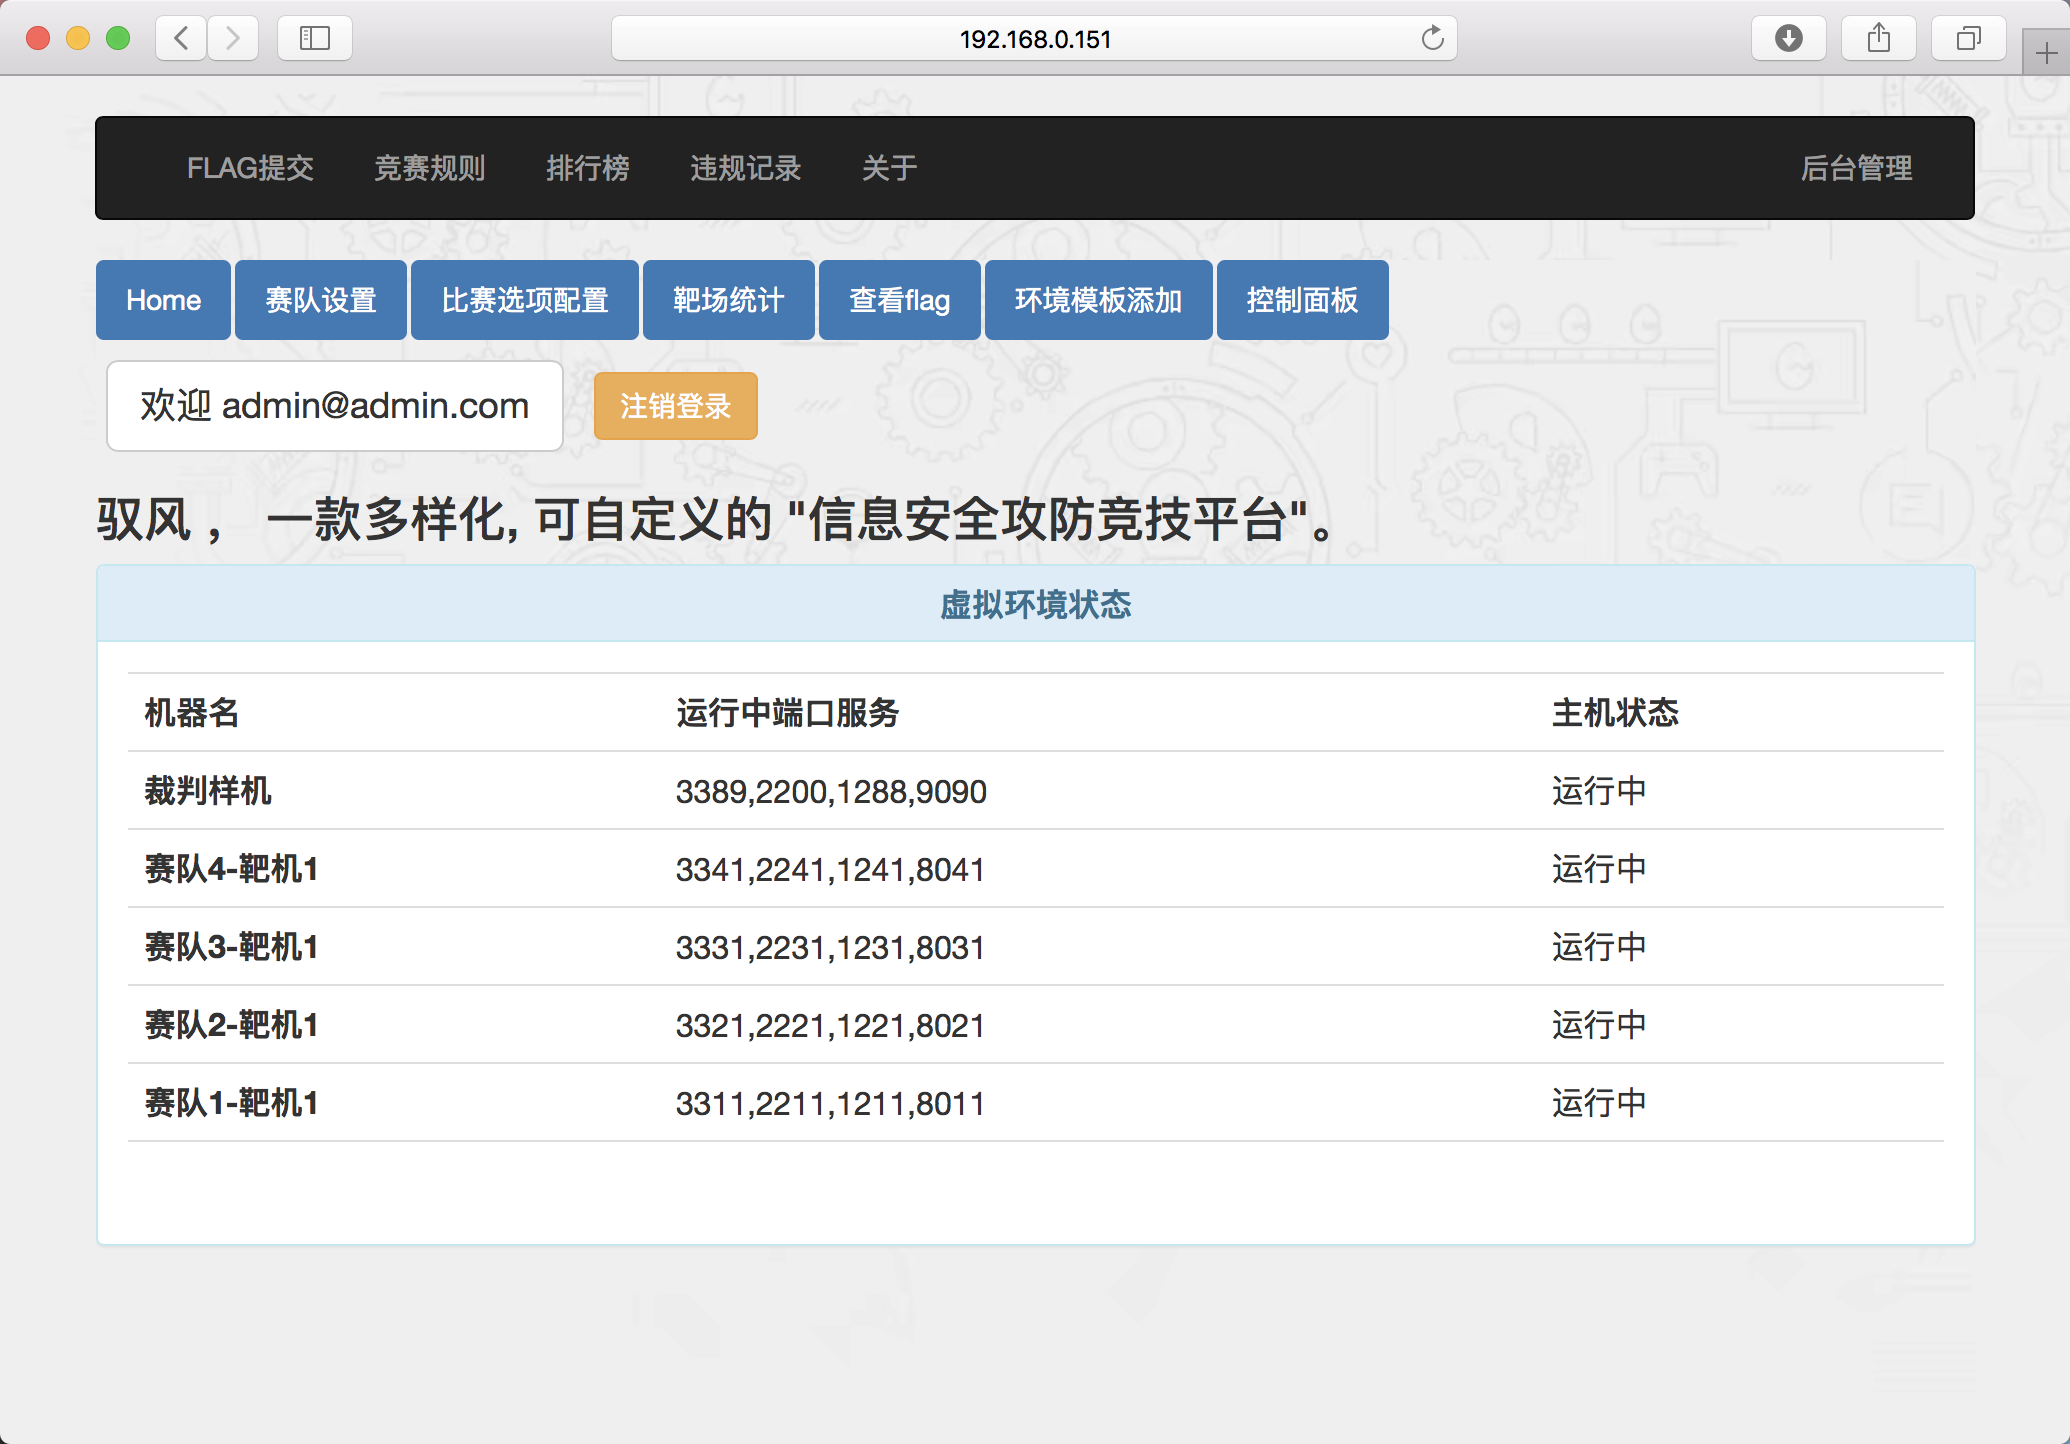 192.168.0.151
FLAG提交 竞赛规则 排行榜 违规记录 关于 后台管理
Home 赛队设置 比赛选项配置 靶场统计 查看flag 环境模板添加 控制面板
欢迎 admin@admin.com 注销登录
驭风， 一款多样化, 可自定义的 "信息安全攻防竞技平台"。
虚拟环境状态
机器名 运行中端口服务 主机状态
裁判样机 3389,2200,1288,9090 运行中
赛队4-靶机1 3341,2241,1241,8041 运行中
赛队3-靶机1 3331,2231,1231,8031 运行中
赛队2-靶机1 3321,2221,1221,8021 运行中
赛队1-靶机1 3311,2211,1211,8011 运行中